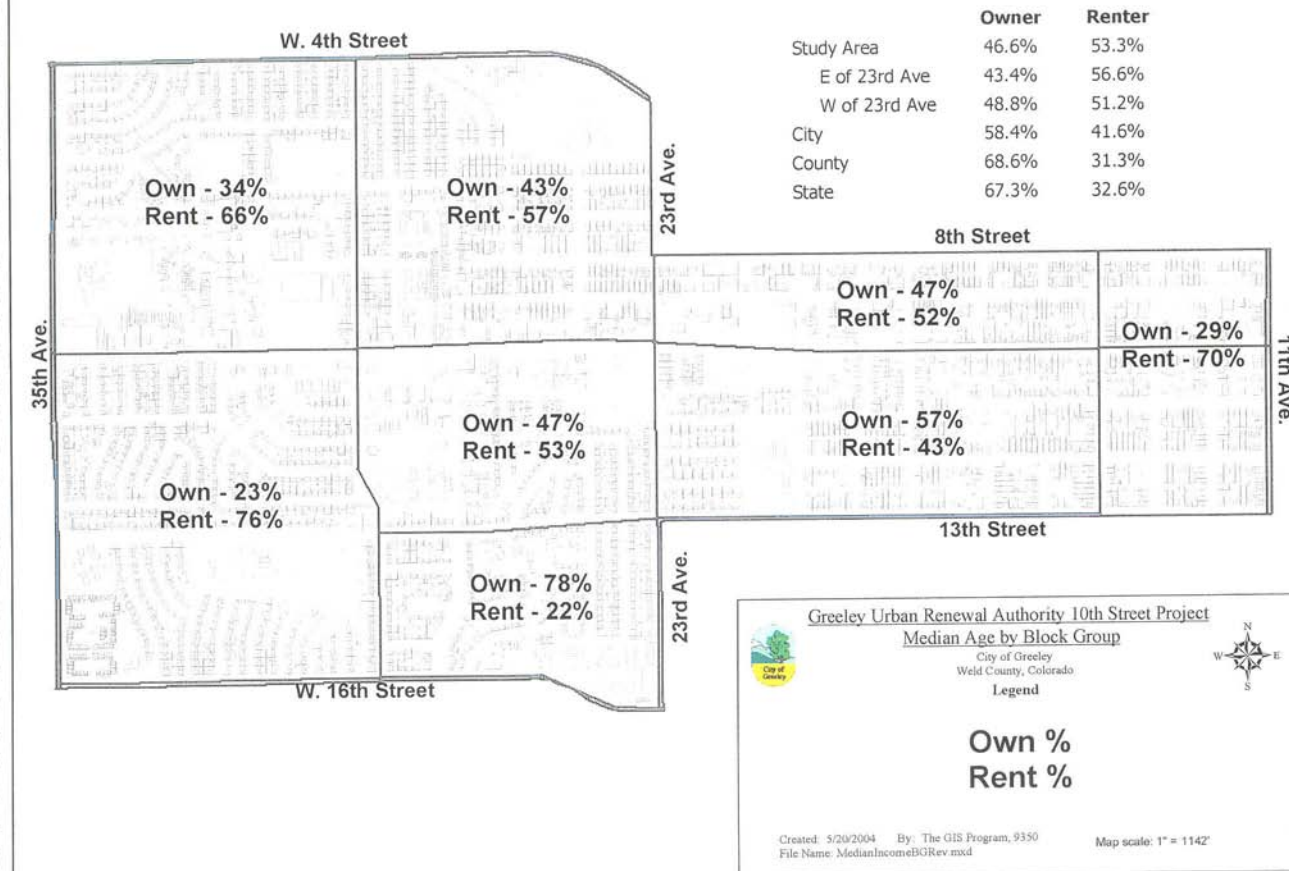 Owner Renter
Study Area 46.6% 53.3%
E of 23rd Ave 43.4% 56.6%
W of 23rd Ave 48.8% 51.2%
City 58.4% 41.6%
County 68.6% 31.3%
State 67.3% 32.6%
W. 4th Street
23rd Ave.
8th Street
35th Ave.
11th Ave.
Own - 34%
Rent - 66%
Own - 43%
Rent - 57%
Own - 47%
Rent - 52%
Own - 29%
Rent - 70%
Own - 47%
Rent - 53%
Own - 57%
Rent - 43%
Own - 23%
Rent - 76%
13th Street
Own - 78%
Rent - 22%
23rd Ave.
W. 16th Street
Greeley Urban Renewal Authority 10th Street Project
Median Age by Block Group
City of Greeley
Weld County, Colorado
Legend
City of
Greeley
N
W E
S
Own %
Rent %
Created: 5/20/2004 By: The GIS Program, 9350
File Name: MedianIncomeBGRev.mxd
Map scale: 1" = 1142'